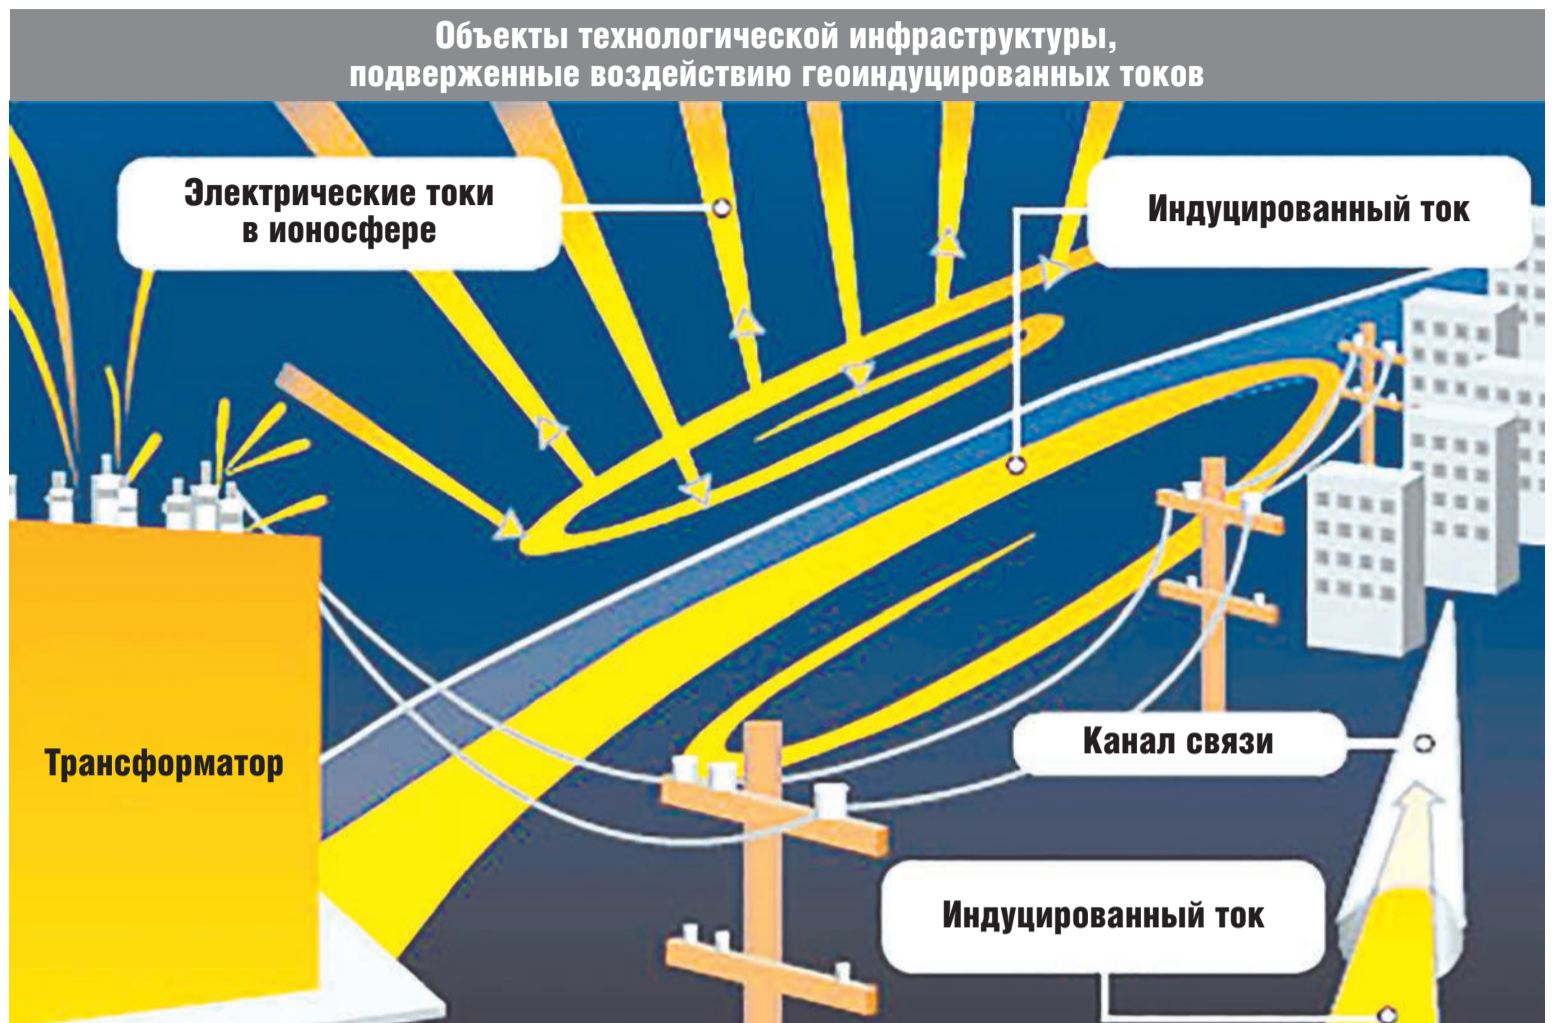 Объекты технологической инфраструктуры,
подверженные воздействию геоиндуцированных токов
Электрические токи
в ионосфере
Индуцированный ток
Трансформатор
Канал связи
Индуцированный ток